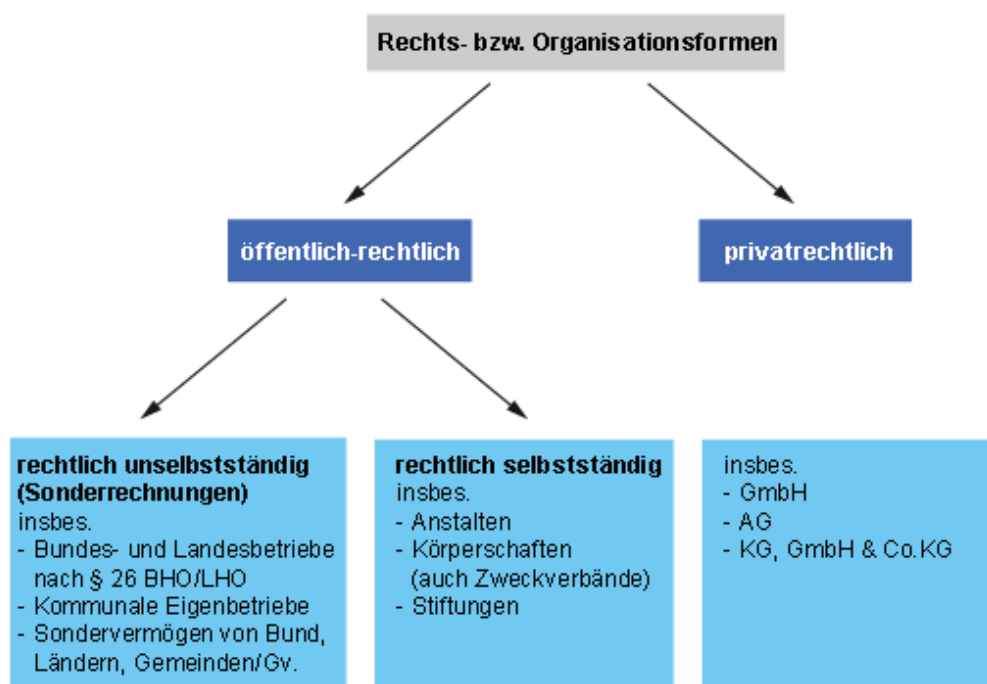 Rechts- bzw. Organisationsformen
öffentlich-rechtlich
privatrechtlich
rechtlich unselbstständig
(Sonderrechnungen)
insbes.
- Bundes- und Landesbetriebe
nach § 26 BHO/LHO
- Kommunale Eigenbetriebe
- Sondervermögen von Bund,
Ländern, Gemeinden/Gv.
rechtlich selbstständig
insbes.
- Anstalten
- Körperschaften
(auch Zweckverbände)
- Stiftungen
insbes.
- GmbH
- AG
- KG, GmbH & Co.KG